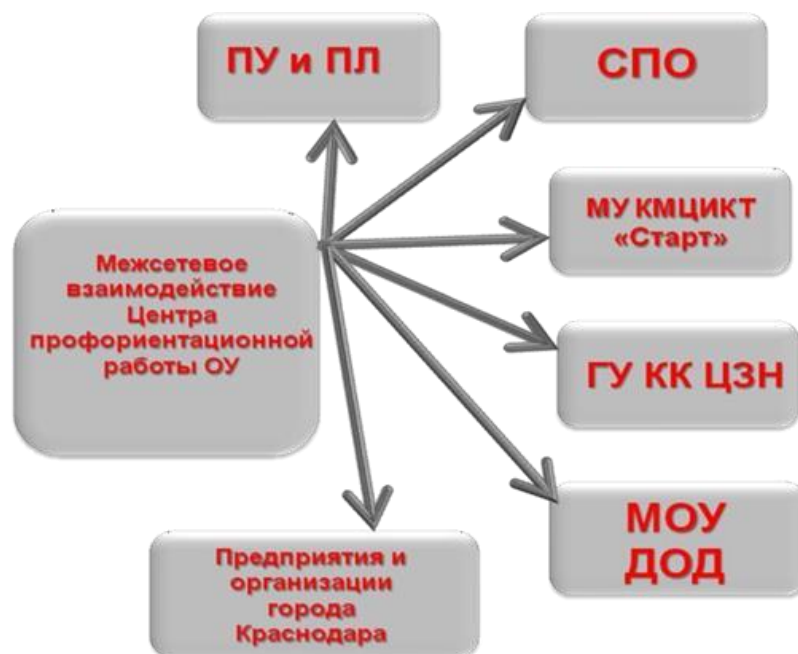 ПУ и ПЛ
СПО
МУ КМЦИКТ
«Старт»
Межсетевое
взаимодействие
Центра
профориентационной
работы ОУ
ГУ КК ЦЗН
МОУ
ДОД
Предприятия и
организации
города
Краснодара